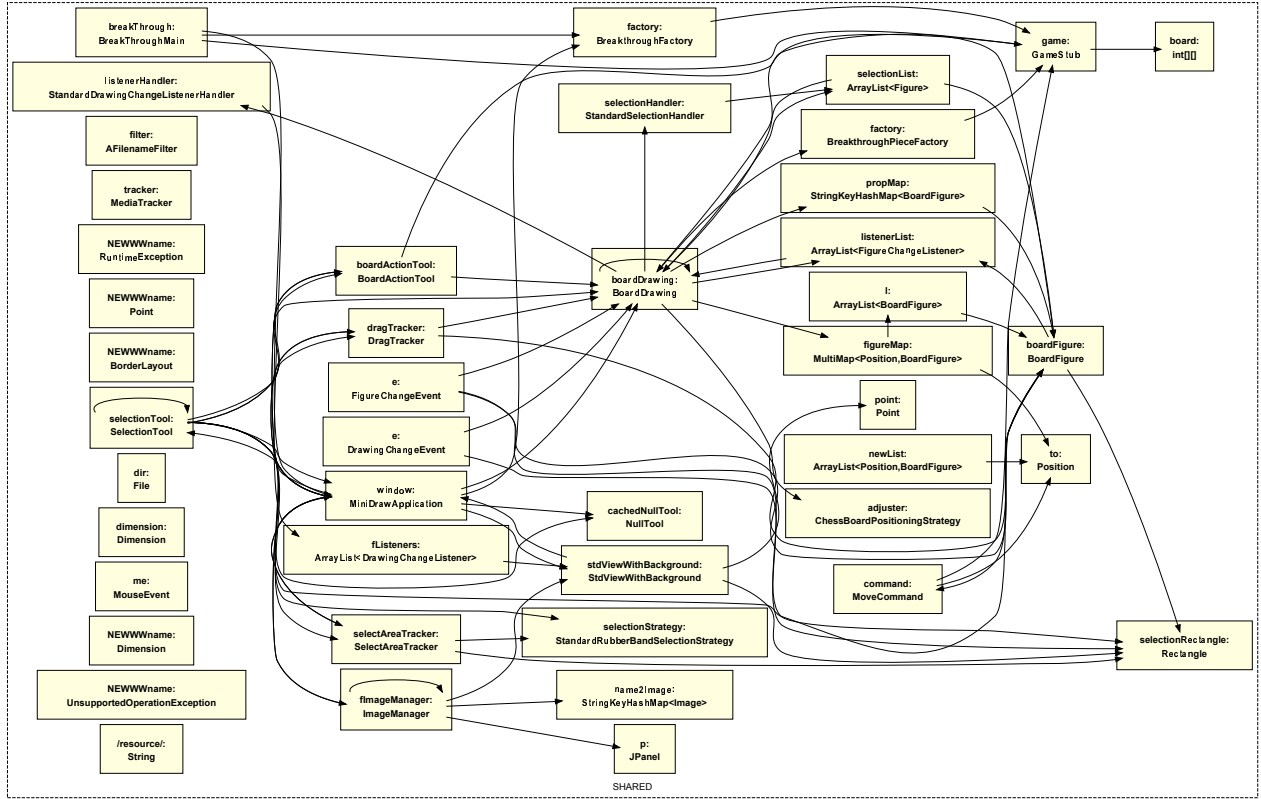 breakThrough:
BreakThroughMain
listenerHandler:
StandardDrawingChangeListenerHandler
filter:
AFilenameFilter
tracker:
MediaTracker
NEWWWname:
RuntimeException
NEWWWname:
Point
NEWWWname:
BorderLayout
selectionTool:
SelectionTool
dir:
File
dimension:
Dimension
me:
MouseEvent
NEWWWname:
Dimension
NEWWWname:
UnsupportedOperationException
/resource/:
String
boardActionTool:
BoardActionTool
dragTracker:
DragTracker
e:
FigureChangeEvent
e:
DrawingChangeEvent
window:
MiniDrawApplication
fListeners:
ArrayList<DrawingChangeListener>
selectAreaTracker:
SelectAreaTracker
fImageManager:
ImageManager
factory:
BreakthroughFactory
selectionHandler:
StandardSelectionHandler
boardDrawing:
BoardDrawing
cachedNullTool:
NullTool
stdViewWithBackground:
StdViewWithBackground
selectionStrategy:
StandardRubberBandSelectionStrategy
name2Image:
StringKeyHashMap<Image>
p:
JPanel
selectionList:
ArrayList<Figure>
factory:
BreakthroughPieceFactory
propMap:
StringKeyHashMap<BoardFigure>
listenerList:
ArrayList<FigureChangeListener>
l:
ArrayList<BoardFigure>
figureMap:
MultiMap<Position,BoardFigure>
point:
Point
newList:
ArrayList<Position,BoardFigure>
adjuster:
ChessBoardPositioningStrategy
command:
MoveCommand
game:
GameStub
boardFigure:
BoardFigure
to:
Position
board:
int[][]
selectionRectangle:
Rectangle
SHARED